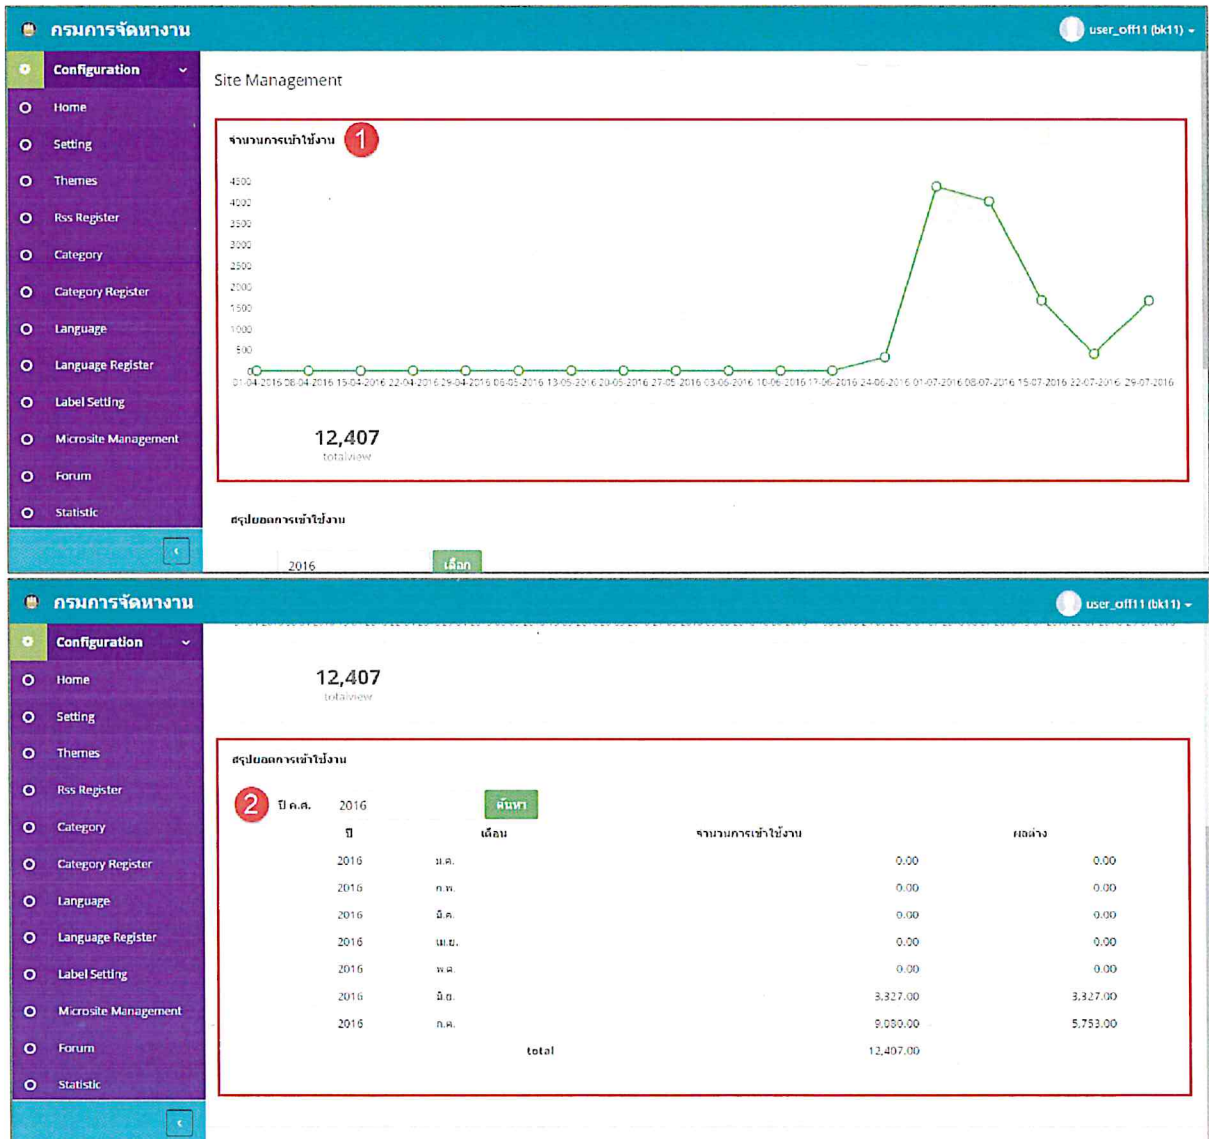 กรมการจัดหางาน
user_off11 (bk11)
Configuration
Home
Setting
Themes
Rss Register
Category
Category Register
Language
Language Register
Label Setting
Microsite Management
Forum
Statistic
Site Management
จำนวนการเข้าใช้งาน 1
4500
4000
3500
3000
2500
2000
1500
1000
500
0
01-04-2016 08-04-2016 15-04-2016 22-04-2016 29-04-2016 06-05-2016 13-05-2016 20-05-2016 27-05-2016 03-06-2016 10-06-2016 17-06-2016 24-06-2016 01-07-2016 08-07-2016 15-07-2016 22-07-2016 29-07-2016
12,407
totalview
สรุปยอดการเข้าใช้งาน
2016 เลือก
กรมการจัดหางาน
user_off11 (bk11)
Configuration
Home
Setting
Themes
Rss Register
Category
Category Register
Language
Language Register
Label Setting
Microsite Management
Forum
Statistic
12,407
totalview
สรุปยอดการเข้าใช้งาน
2 ปี ค.ศ. 2016 ค้นหา
ปี เดือน จำนวนการเข้าใช้งาน ผลต่าง
2016 ม.ค. 0.00 0.00
2016 ก.พ. 0.00 0.00
2016 มี.ค. 0.00 0.00
2016 เม.ย. 0.00 0.00
2016 พ.ค. 0.00 0.00
2016 มิ.ย. 3,327.00 3,327.00
2016 ก.ค. 9,080.00 5,753.00
total 12,407.00